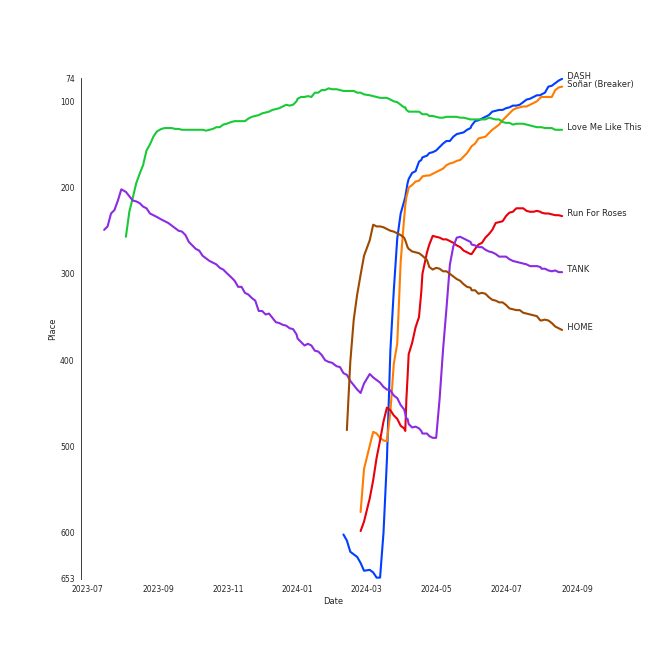 74
100
200
300
400
500
600
653
Place
2023-07
2023-09
2023-11
2024-01
2024-03
2024-05
2024-07
2024-09
Date
DASH
Soñar (Breaker)
Love Me Like This
Run For Roses
TANK
HOME